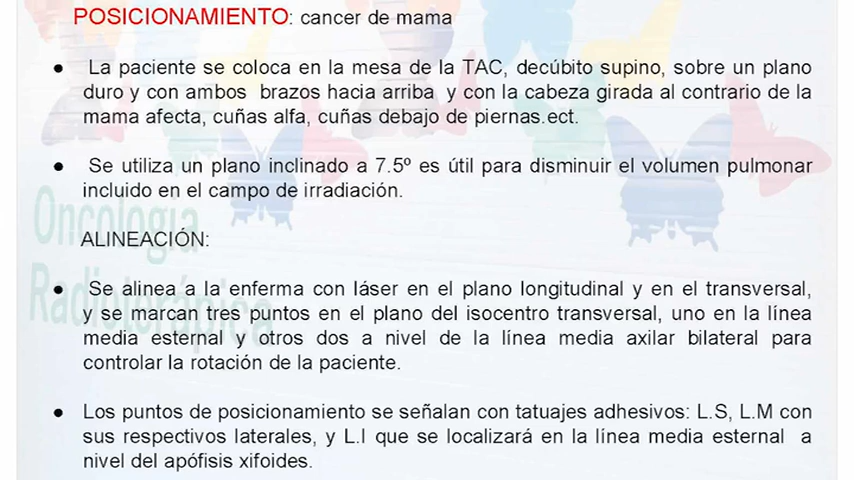 POSICIONAMIENTO: cancer de mama
● La paciente se coloca en la mesa de la TAC, decúbito supino, sobre un plano
duro y con ambos brazos hacia arriba y con la cabeza girada al contrario de la
mama afecta, cuñas alfa, cuñas debajo de piernas.ect.
● Se utiliza un plano inclinado a 7.5º es útil para disminuir el volumen pulmonar
incluido en el campo de irradiación.
Oncología
Radioterápica
ALINEACIÓN:
● Se alinea a la enferma con láser en el plano longitudinal y en el transversal,
y se marcan tres puntos en el plano del isocentro transversal, uno en la línea
media esternal y otros dos a nivel de la línea media axilar bilateral para
controlar la rotación de la paciente.
● Los puntos de posicionamiento se señalan con tatuajes adhesivos: L.S, L.M con
sus respectivos laterales, y L.I que se localizará en la línea media esternal a
nivel del apófisis xifoides.